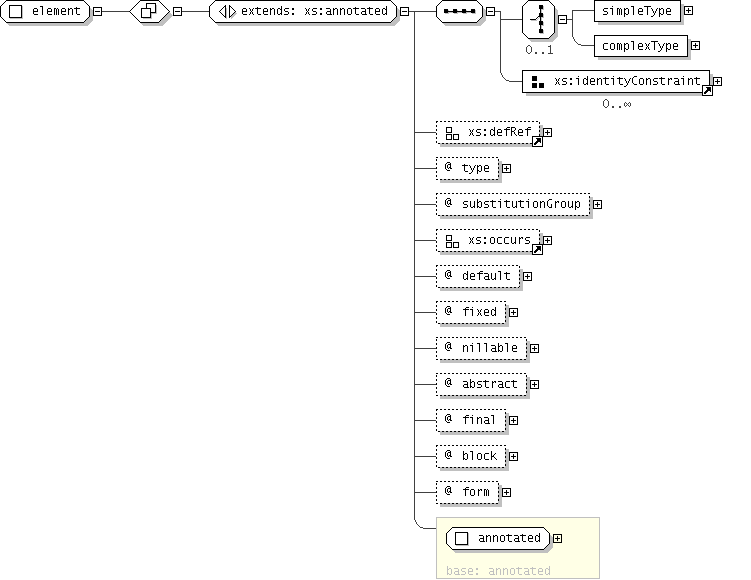 element
extends: xs:annotated
simpleType
0..1
complexType
xs:identityConstraint
0..∞
xs:defRef
@ type
@ substitutionGroup
xs:occurs
@ default
@ fixed
@ nillable
@ abstract
@ final
@ block
@ form
annotated
base: annotated